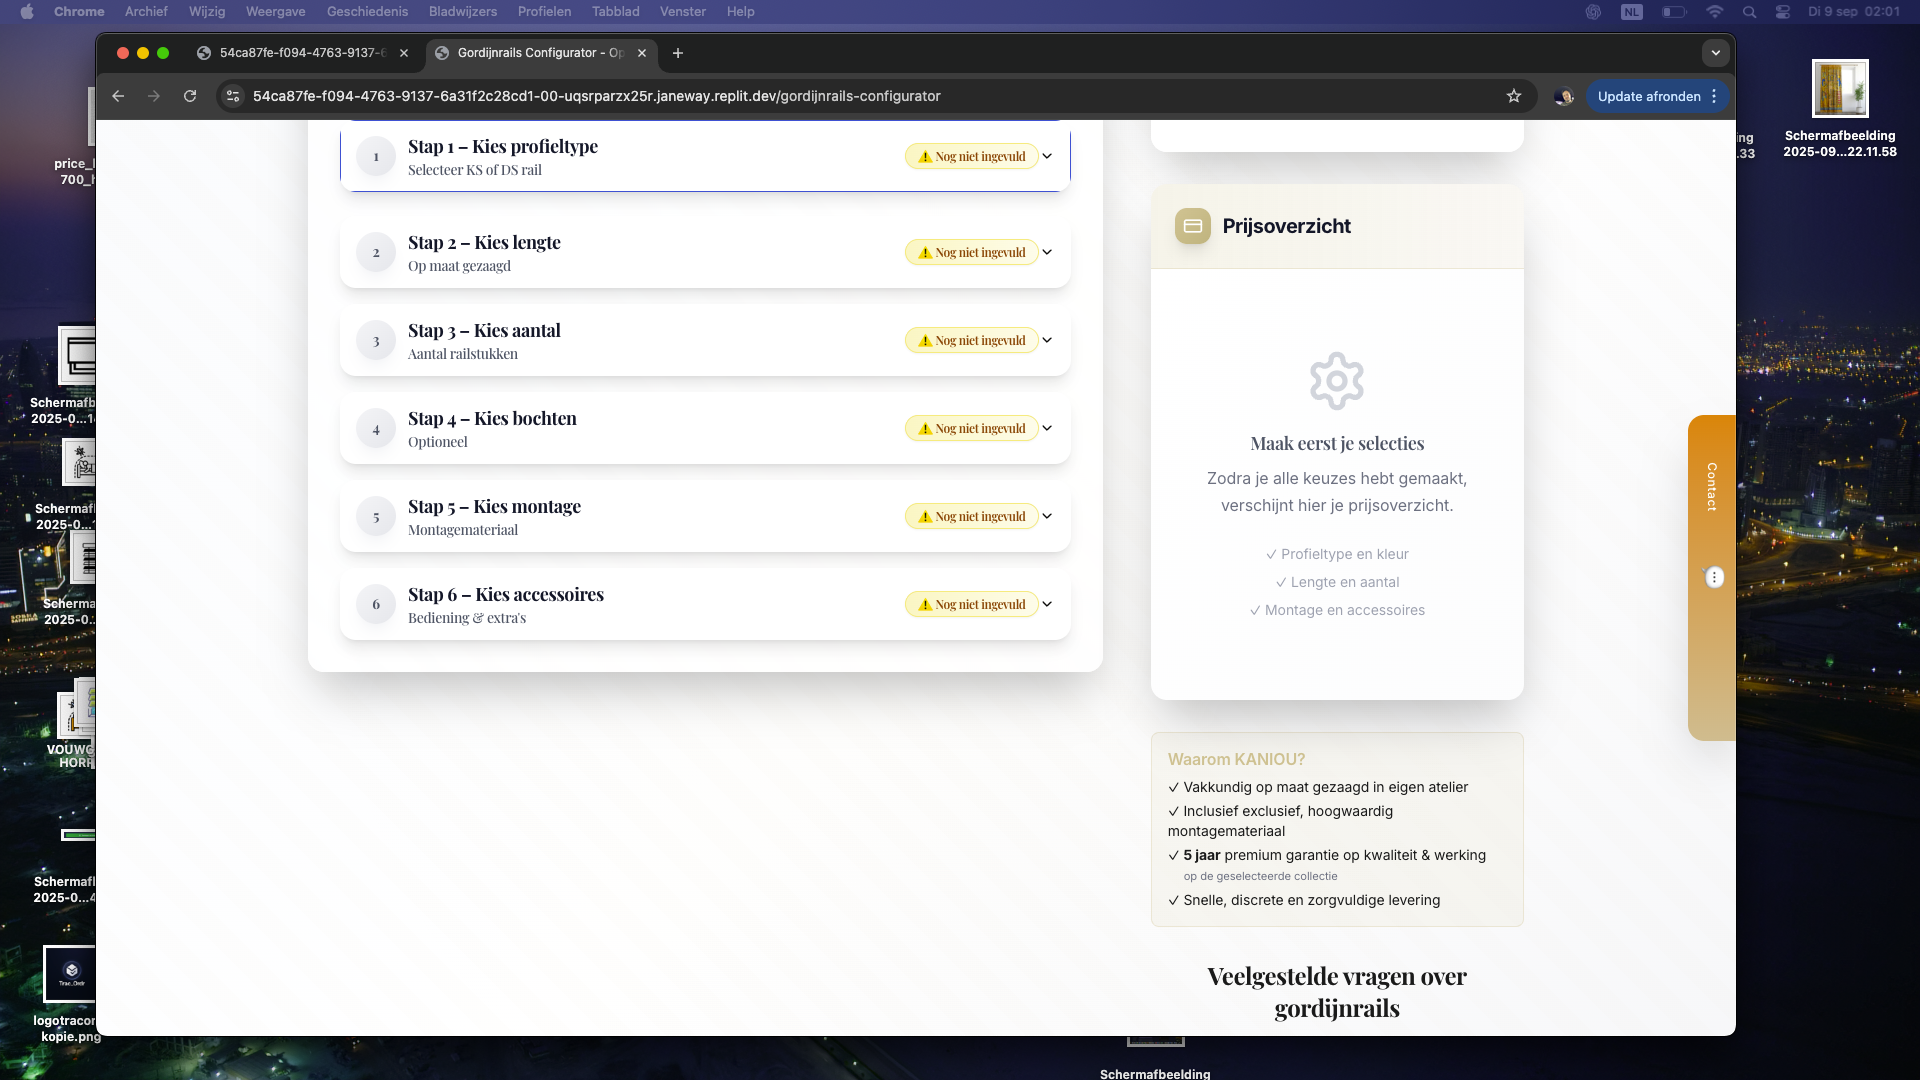 Chrome Archief Wijzig Weergave Geschiedenis Bladwijzers Profielen Tabblad Venster Help
NL Di 9 sep 02:01
54ca87fe-f094-4763-9137-6
Gordijnrails Configurator - Op
54ca87fe-f094-4763-9137-6a31f2c28cd1-00-uqsrparzx25r.janeway.replit.dev/gordijnrails-configurator
Update afronden
1
Stap 1 – Kies profieltype
Selecteer KS of DS rail
⚠ Nog niet ingevuld
2
Stap 2 – Kies lengte
Op maat gezaagd
⚠ Nog niet ingevuld
3
Stap 3 – Kies aantal
Aantal railstukken
⚠ Nog niet ingevuld
4
Stap 4 – Kies bochten
Optioneel
⚠ Nog niet ingevuld
5
Stap 5 – Kies montage
Montagemateriaal
⚠ Nog niet ingevuld
6
Stap 6 – Kies accessoires
Bediening & extra's
⚠ Nog niet ingevuld
Prijsoverzicht
Maak eerst je selecties
Zodra je alle keuzes hebt gemaakt,
verschijnt hier je prijsoverzicht.
✓ Profieltype en kleur
✓ Lengte en aantal
✓ Montage en accessoires
Waarom KANIOU?
✓ Vakkundig op maat gezaagd in eigen atelier
✓ Inclusief exclusief, hoogwaardig
montagemateriaal
✓ 5 jaar premium garantie op kwaliteit & werking
op de geselecteerde collectie
✓ Snelle, discrete en zorgvuldige levering
Veelgestelde vragen over
gordijnrails
Contact
price_l
700_h
Schermafb
2025-0...1
Schermaf
2025-0...
Scherma
2025-0..
VOUWG
HORR
Schermafl
2025-0...4
logotracor
kopie.png
Schermafbeelding
2025-09...22.11.58
ing
.33
Schermafbeelding